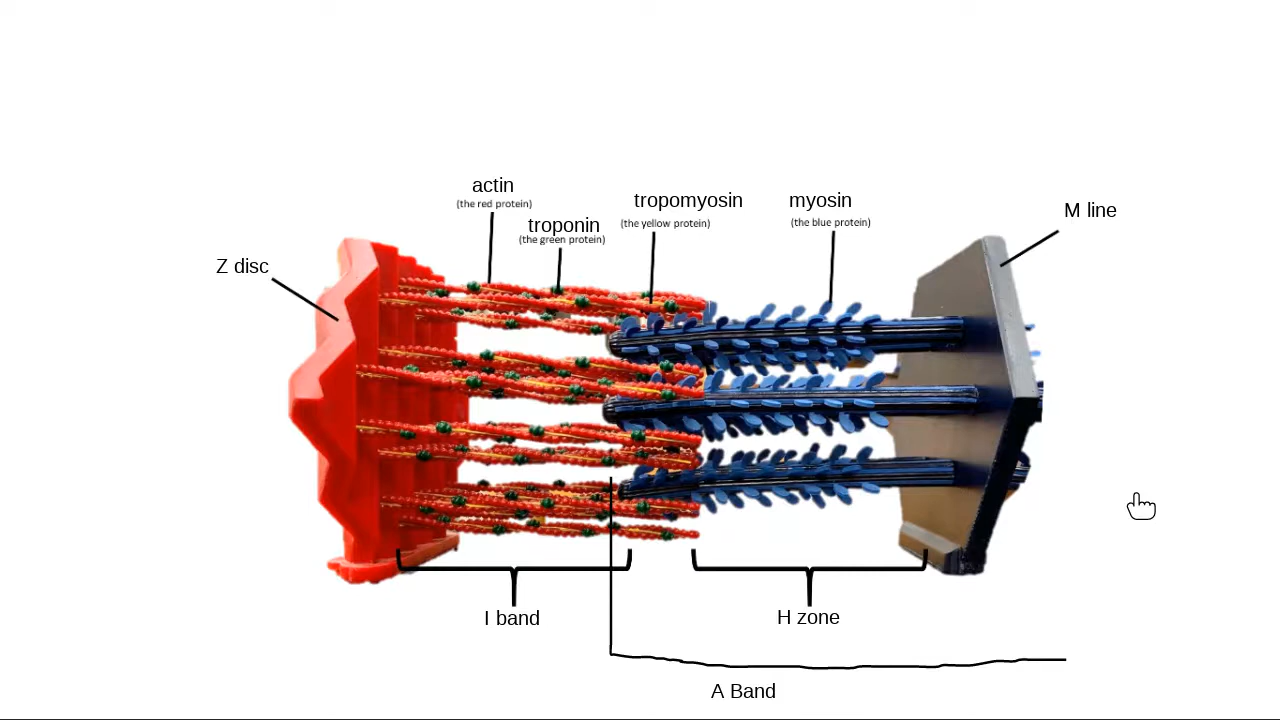 actin
(the red protein)
troponin
(the green protein)
tropomyosin
(the yellow protein)
myosin
(the blue protein)
M line
Z disc
I band
H zone
A Band